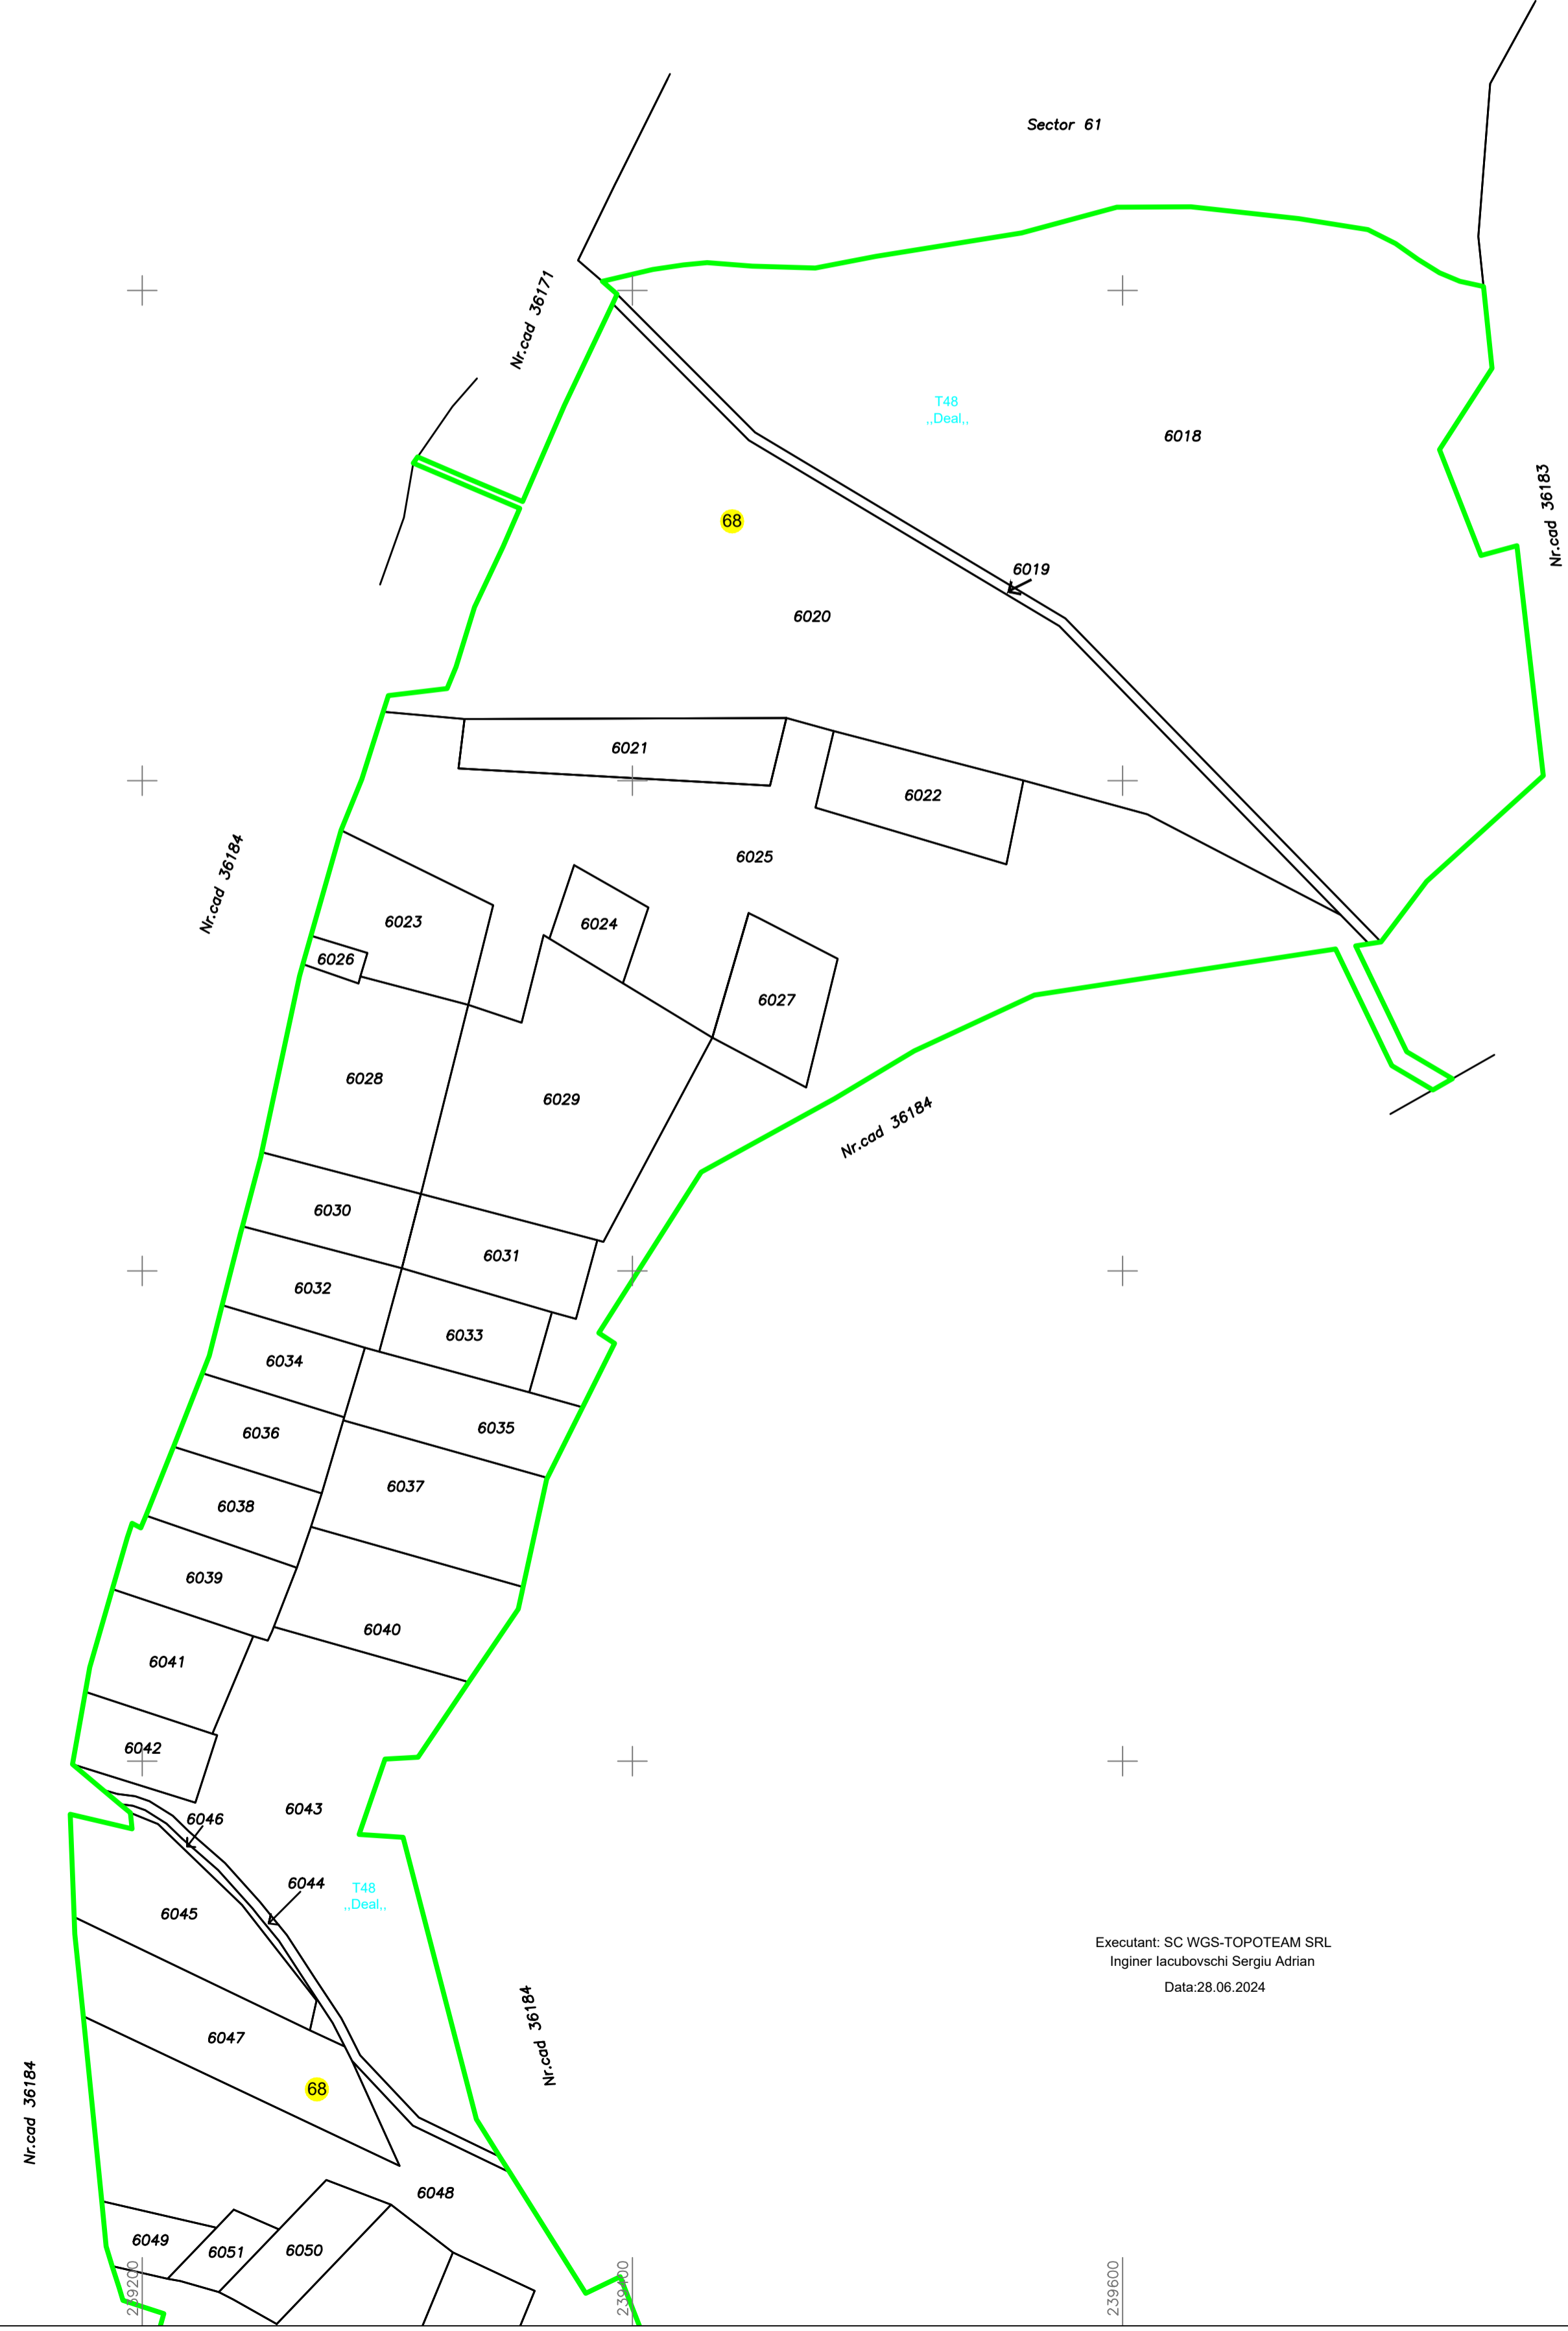 Sector 61
Nr.cad 36171
T48
,,Deal,,
6018
Nr.cad 36183
68
6019
6020
6021
6022
Nr.cad 36184
6025
6023
6024
6026
6027
6028
6029
Nr.cad 36184
6030
6031
6032
6033
6034
6035
6036
6037
6038
6039
6040
6041
6042
6043
6046
6044
T48
,,Deal,,
6045
Executant: SC WGS-TOPOTEAM SRL
Inginer Iacubovschi Sergiu Adrian
Data:28.06.2024
Nr.cad 36184
6047
68
Nr.cad 36184
6048
6049
6051
6050
239200
239400
239600